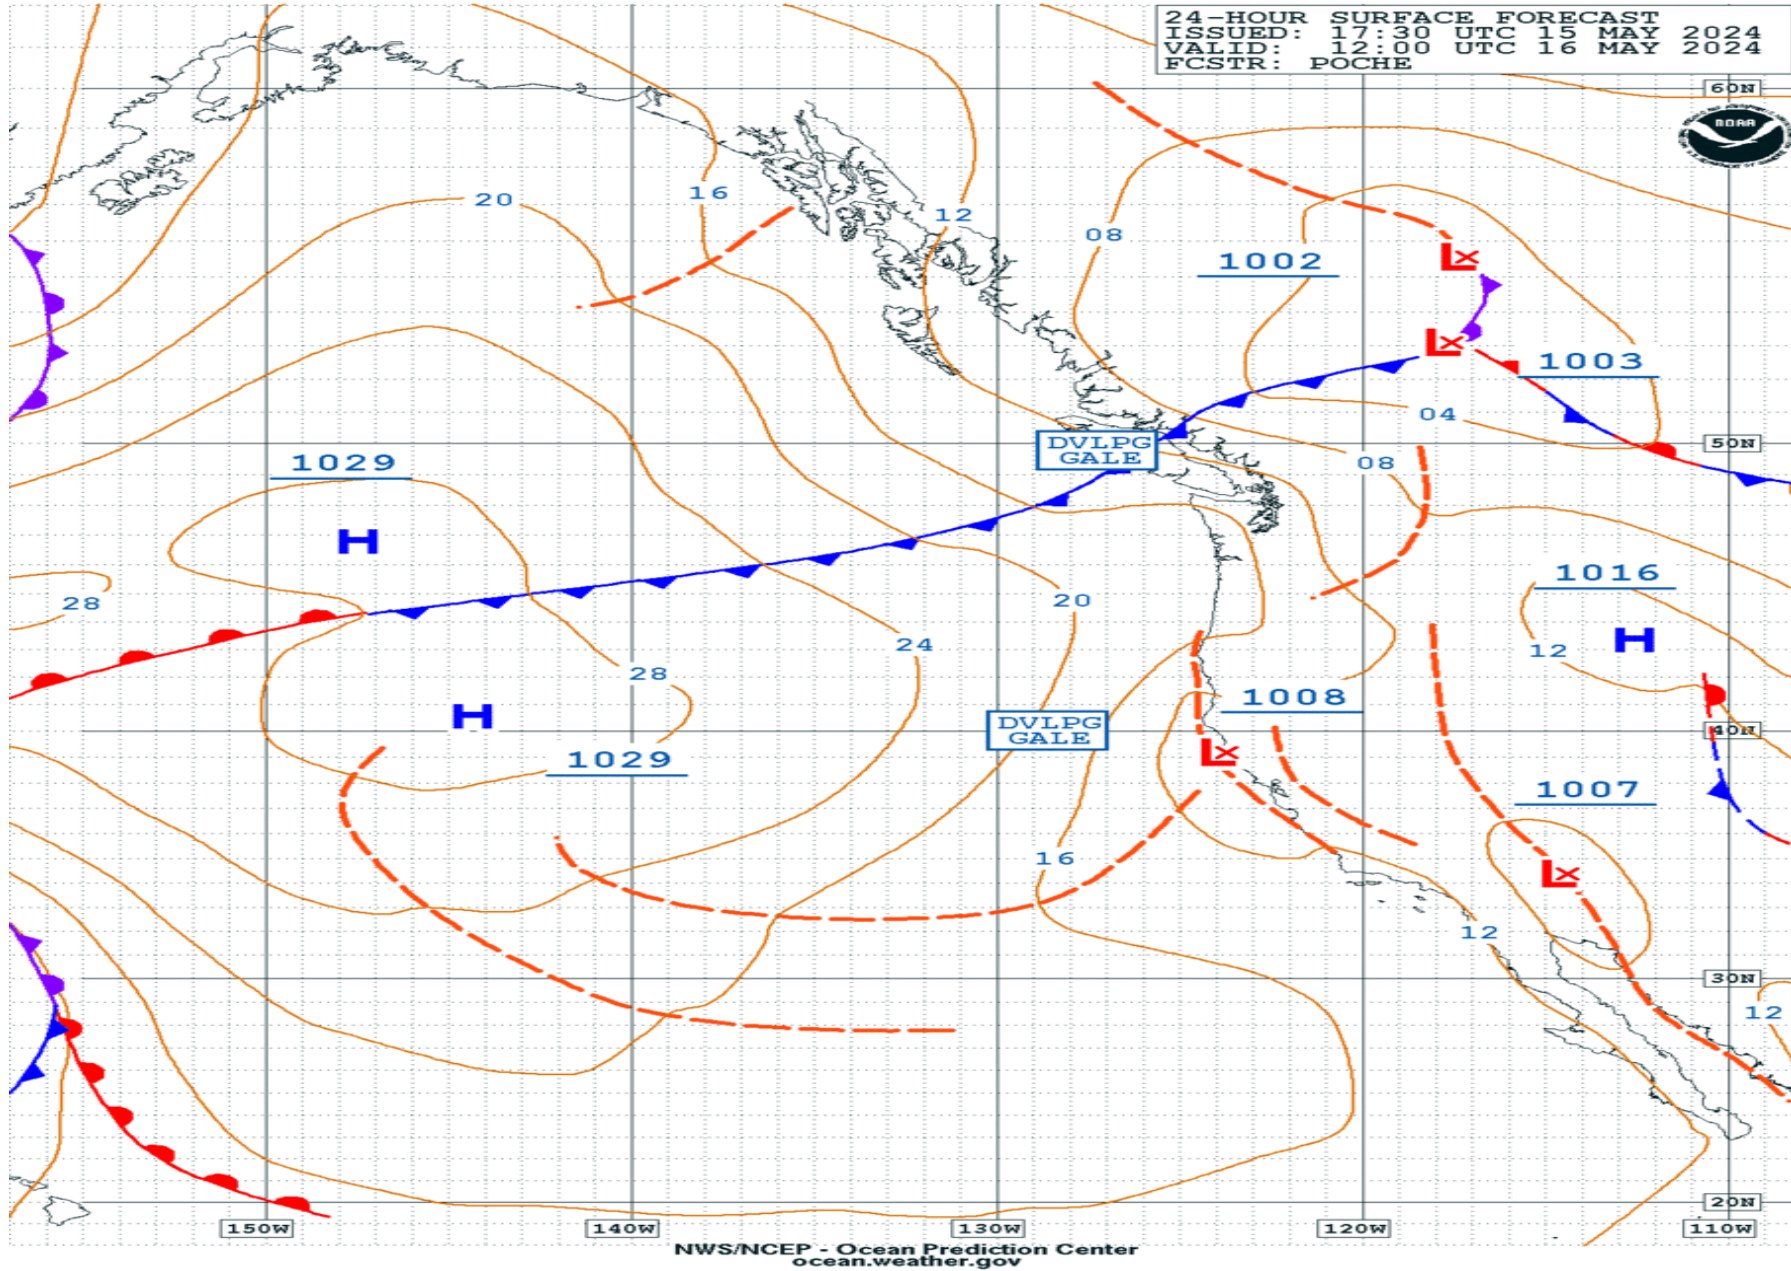 24-HOUR SURFACE FORECAST
ISSUED: 17:30 UTC 15 MAY 2024
VALID: 12:00 UTC 16 MAY 2024
FCSTR: POCHE
60N
NOAA
20
16
12
08
1002
L
1003
L
04
DVLPG
GALE
50N
08
1029
H
1016
28
20
24
H
12
28
1008
H
DVLPG
GALE
40N
L
1029
1007
16
L
12
30N
12
20N
150W
140W
130W
120W
110W
NWS/NCEP - Ocean Prediction Center
ocean.weather.gov